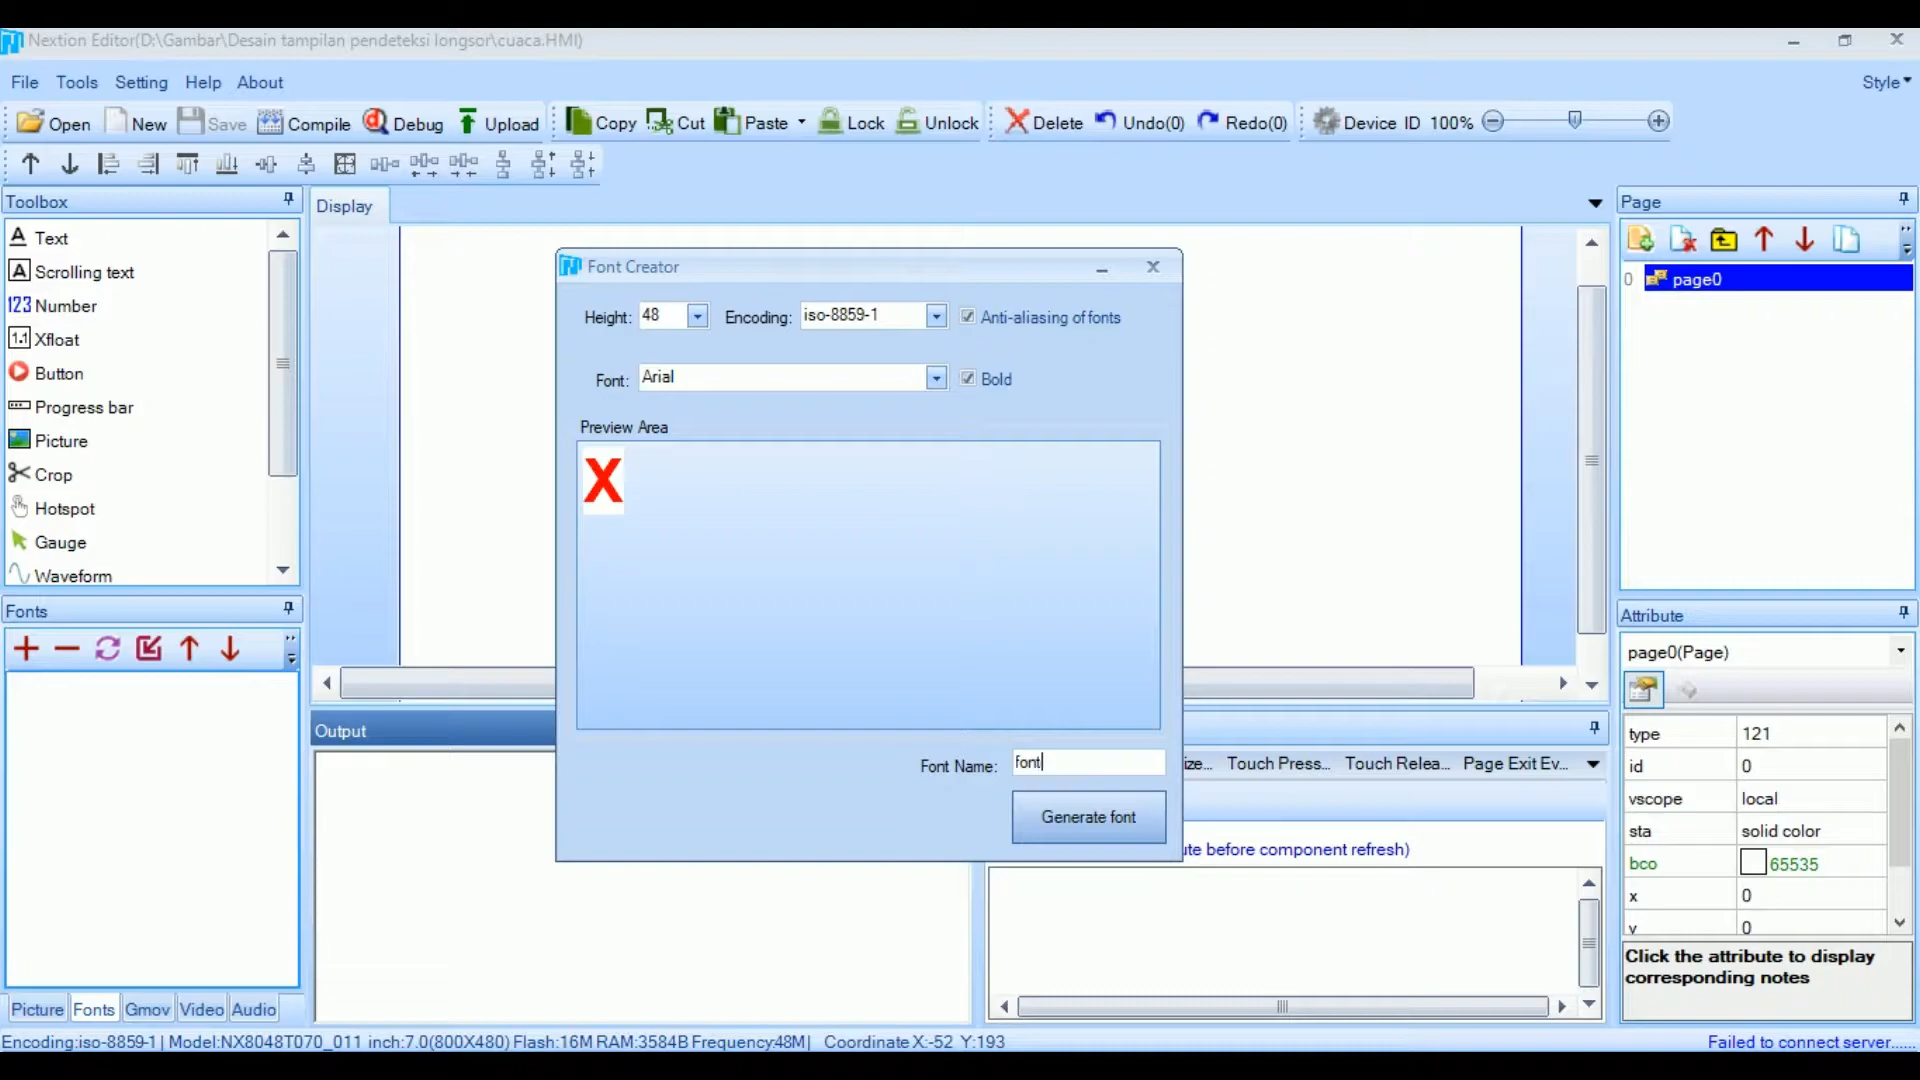 Nextion Editor(D:\Gambar\Desain tampilan pendeteksi longsor\cuaca.HMI)
File Tools Setting Help About Style
Open New Save Compile Debug Upload Copy Cut Paste Lock Unlock Delete Undo(0) Redo(0) Device ID 100%
Toolbox
Text
A Scrolling text
123 Number
1.1 Xfloat
Button
Progress bar
Picture
Crop
Hotspot
Gauge
Waveform
Fonts
Picture Fonts Gmov Video Audio
Display
Font Creator
Height: 48 Encoding: iso-8859-1 Anti-aliasing of fonts
Font: Arial Bold
Preview Area
X
Font Name: font
Generate font
Output
ize... Touch Press... Touch Relea... Page Exit Ev...
ute before component refresh)
Page
0 page0
Attribute
page0(Page)
type 121
id 0
vscope local
sta solid color
bco 65535
x 0
y 0
Click the attribute to display
corresponding notes
Encoding:iso-8859-1 | Model:NX8048T070_011 inch:7.0(800X480) Flash:16M RAM:3584B Frequency:48M| Coordinate X:-52 Y:193
Failed to connect server......